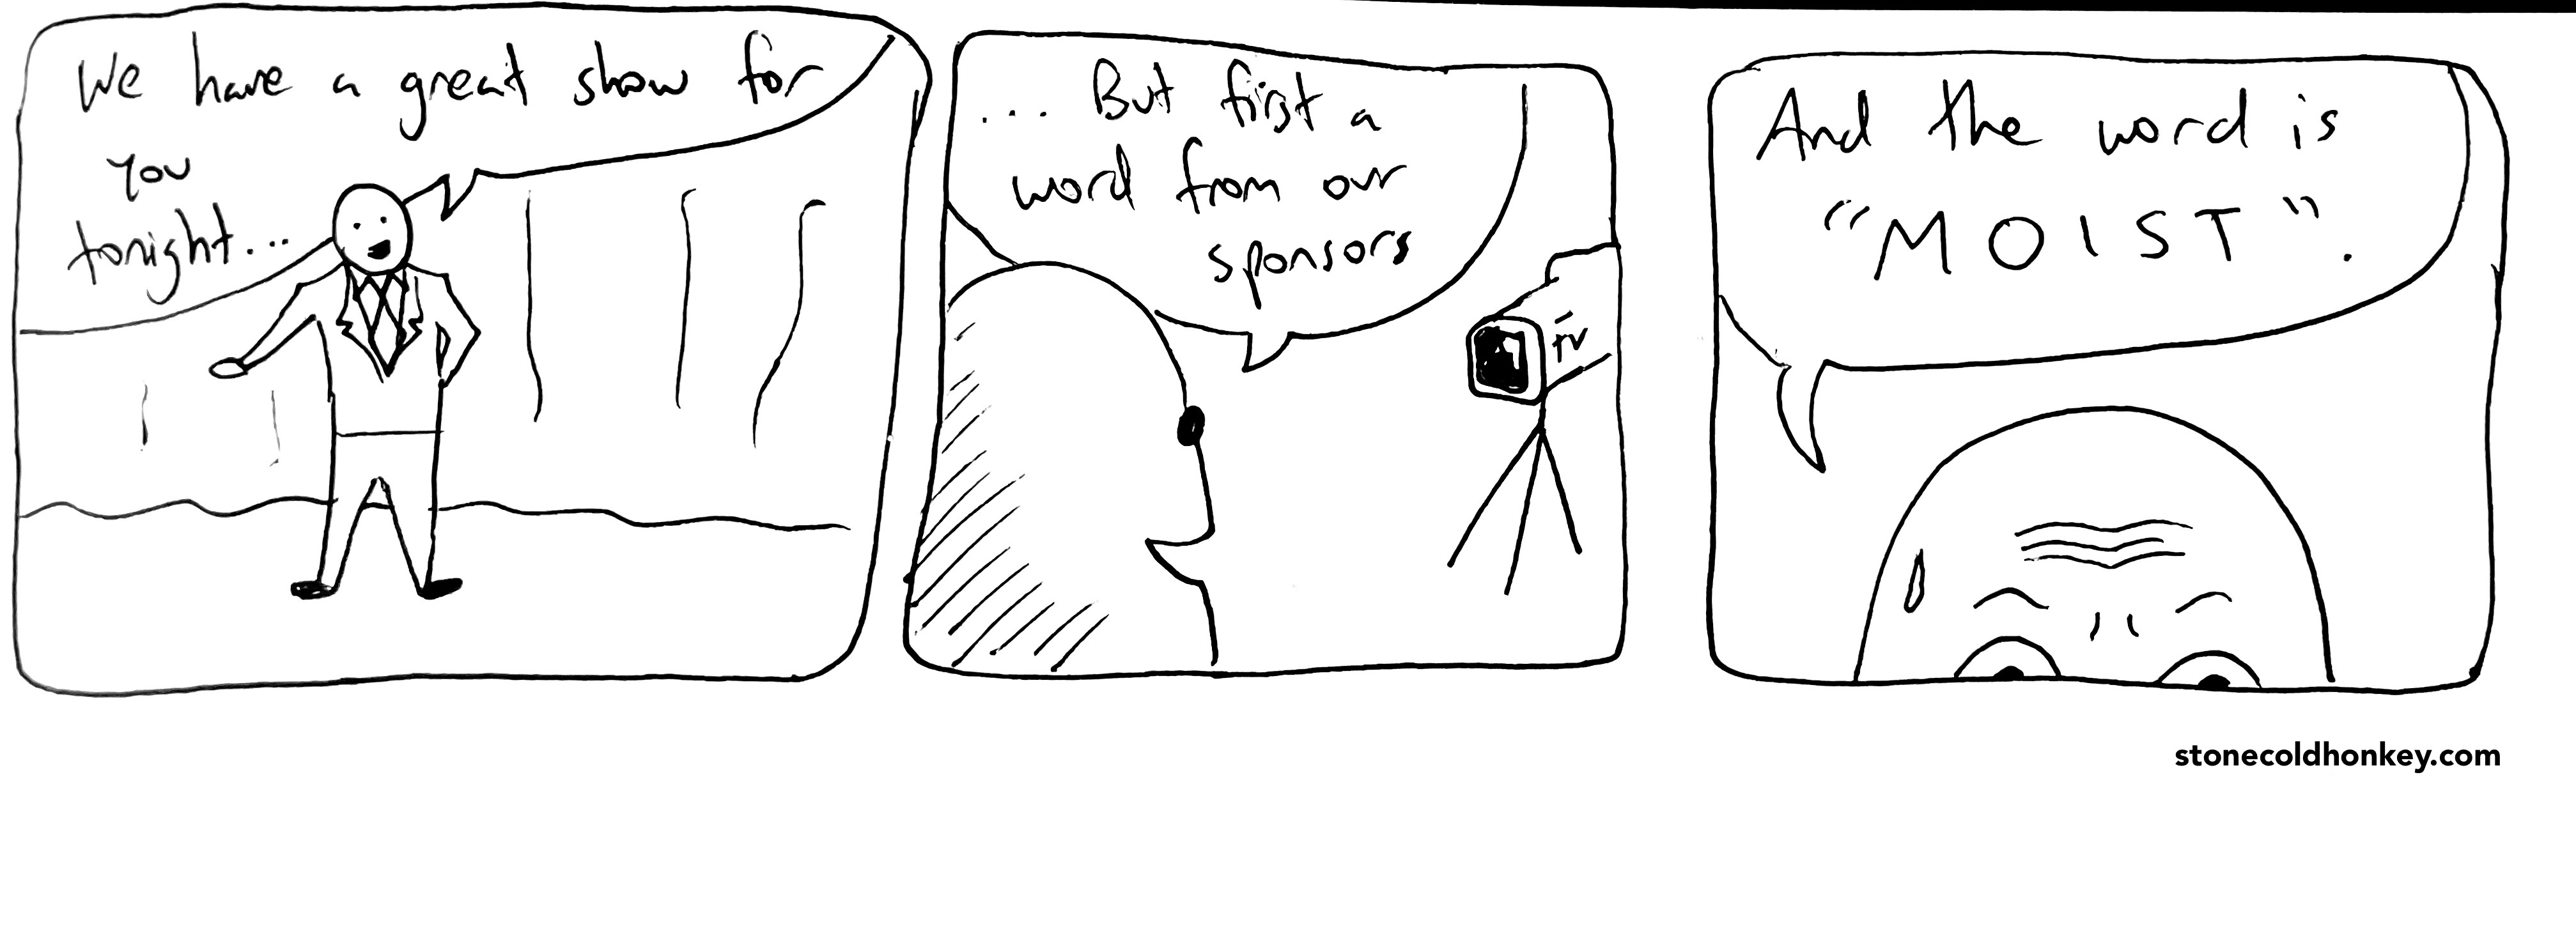 We have a great show for
you
tonight...
... But first a
word from our
sponsors
TV
And the word is
"MOIST".
stonecoldhonkey.com